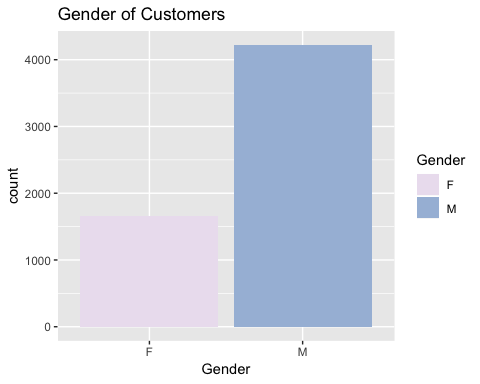 Gender of Customers
4000
3000
2000
1000
0
count
F
M
Gender
Gender
F
M